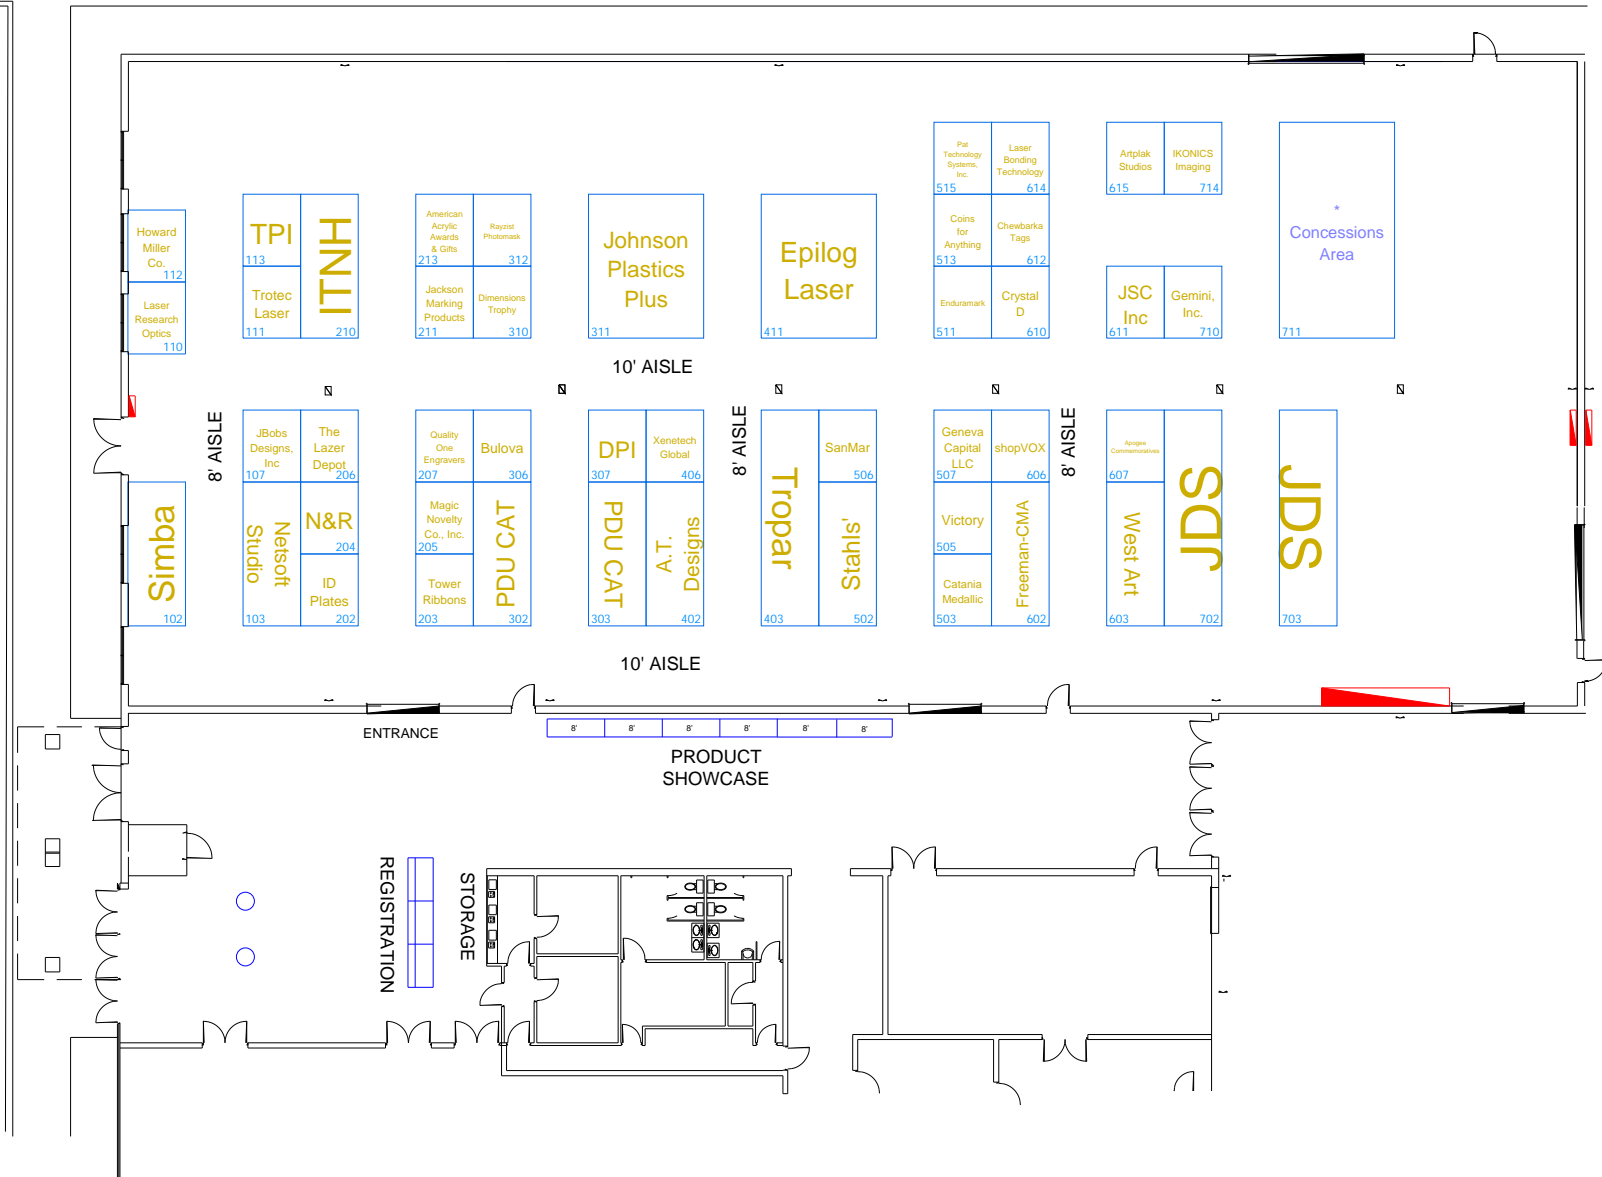 Pat
Technology
Systems,
Inc.
515
Laser
Bonding
Technology
614
Artplak
Studios
615
IKONICS
Imaging
714
Howard
Miller
Co.
112
TPI
113
ITNH
210
American
Acrylic
Awards
& Gifts
213
Rayzist
Photomask
312
Johnson
Plastics
Plus
311
Epilog
Laser
411
Coins
for
Anything
513
Chewbarka
Tags
612
*
Concessions
Area
711
Laser
Research
Optics
110
Trotec
Laser
111
Jackson
Marking
Products
211
Dimensions
Trophy
310
Enduramark
511
Crystal
D
610
JSC
Inc
611
Gemini,
Inc.
710
10' AISLE
8' AISLE
8' AISLE
8' AISLE
JBobs
Designs,
Inc
107
The
Lazer
Depot
206
Quality
One
Engravers
207
Bulova
306
DPI
307
Xenetech
Global
406
Tropar
403
SanMar
506
Geneva
Capital
LLC
507
shopVOX
606
Apogee
Commemoratives
607
JDS
702
JDS
703
Simba
102
Netsoft
Studio
103
N&R
204
ID
Plates
202
Magic
Novelty
Co., Inc.
205
Tower
Ribbons
203
PDU CAT
302
PDU CAT
303
A.T.
Designs
402
Stahls'
502
Victory
505
Catania
Medallic
503
Freeman-CMA
602
West Art
603
10' AISLE
ENTRANCE
8'
8'
8'
8'
8'
8'
PRODUCT
SHOWCASE
REGISTRATION
STORAGE